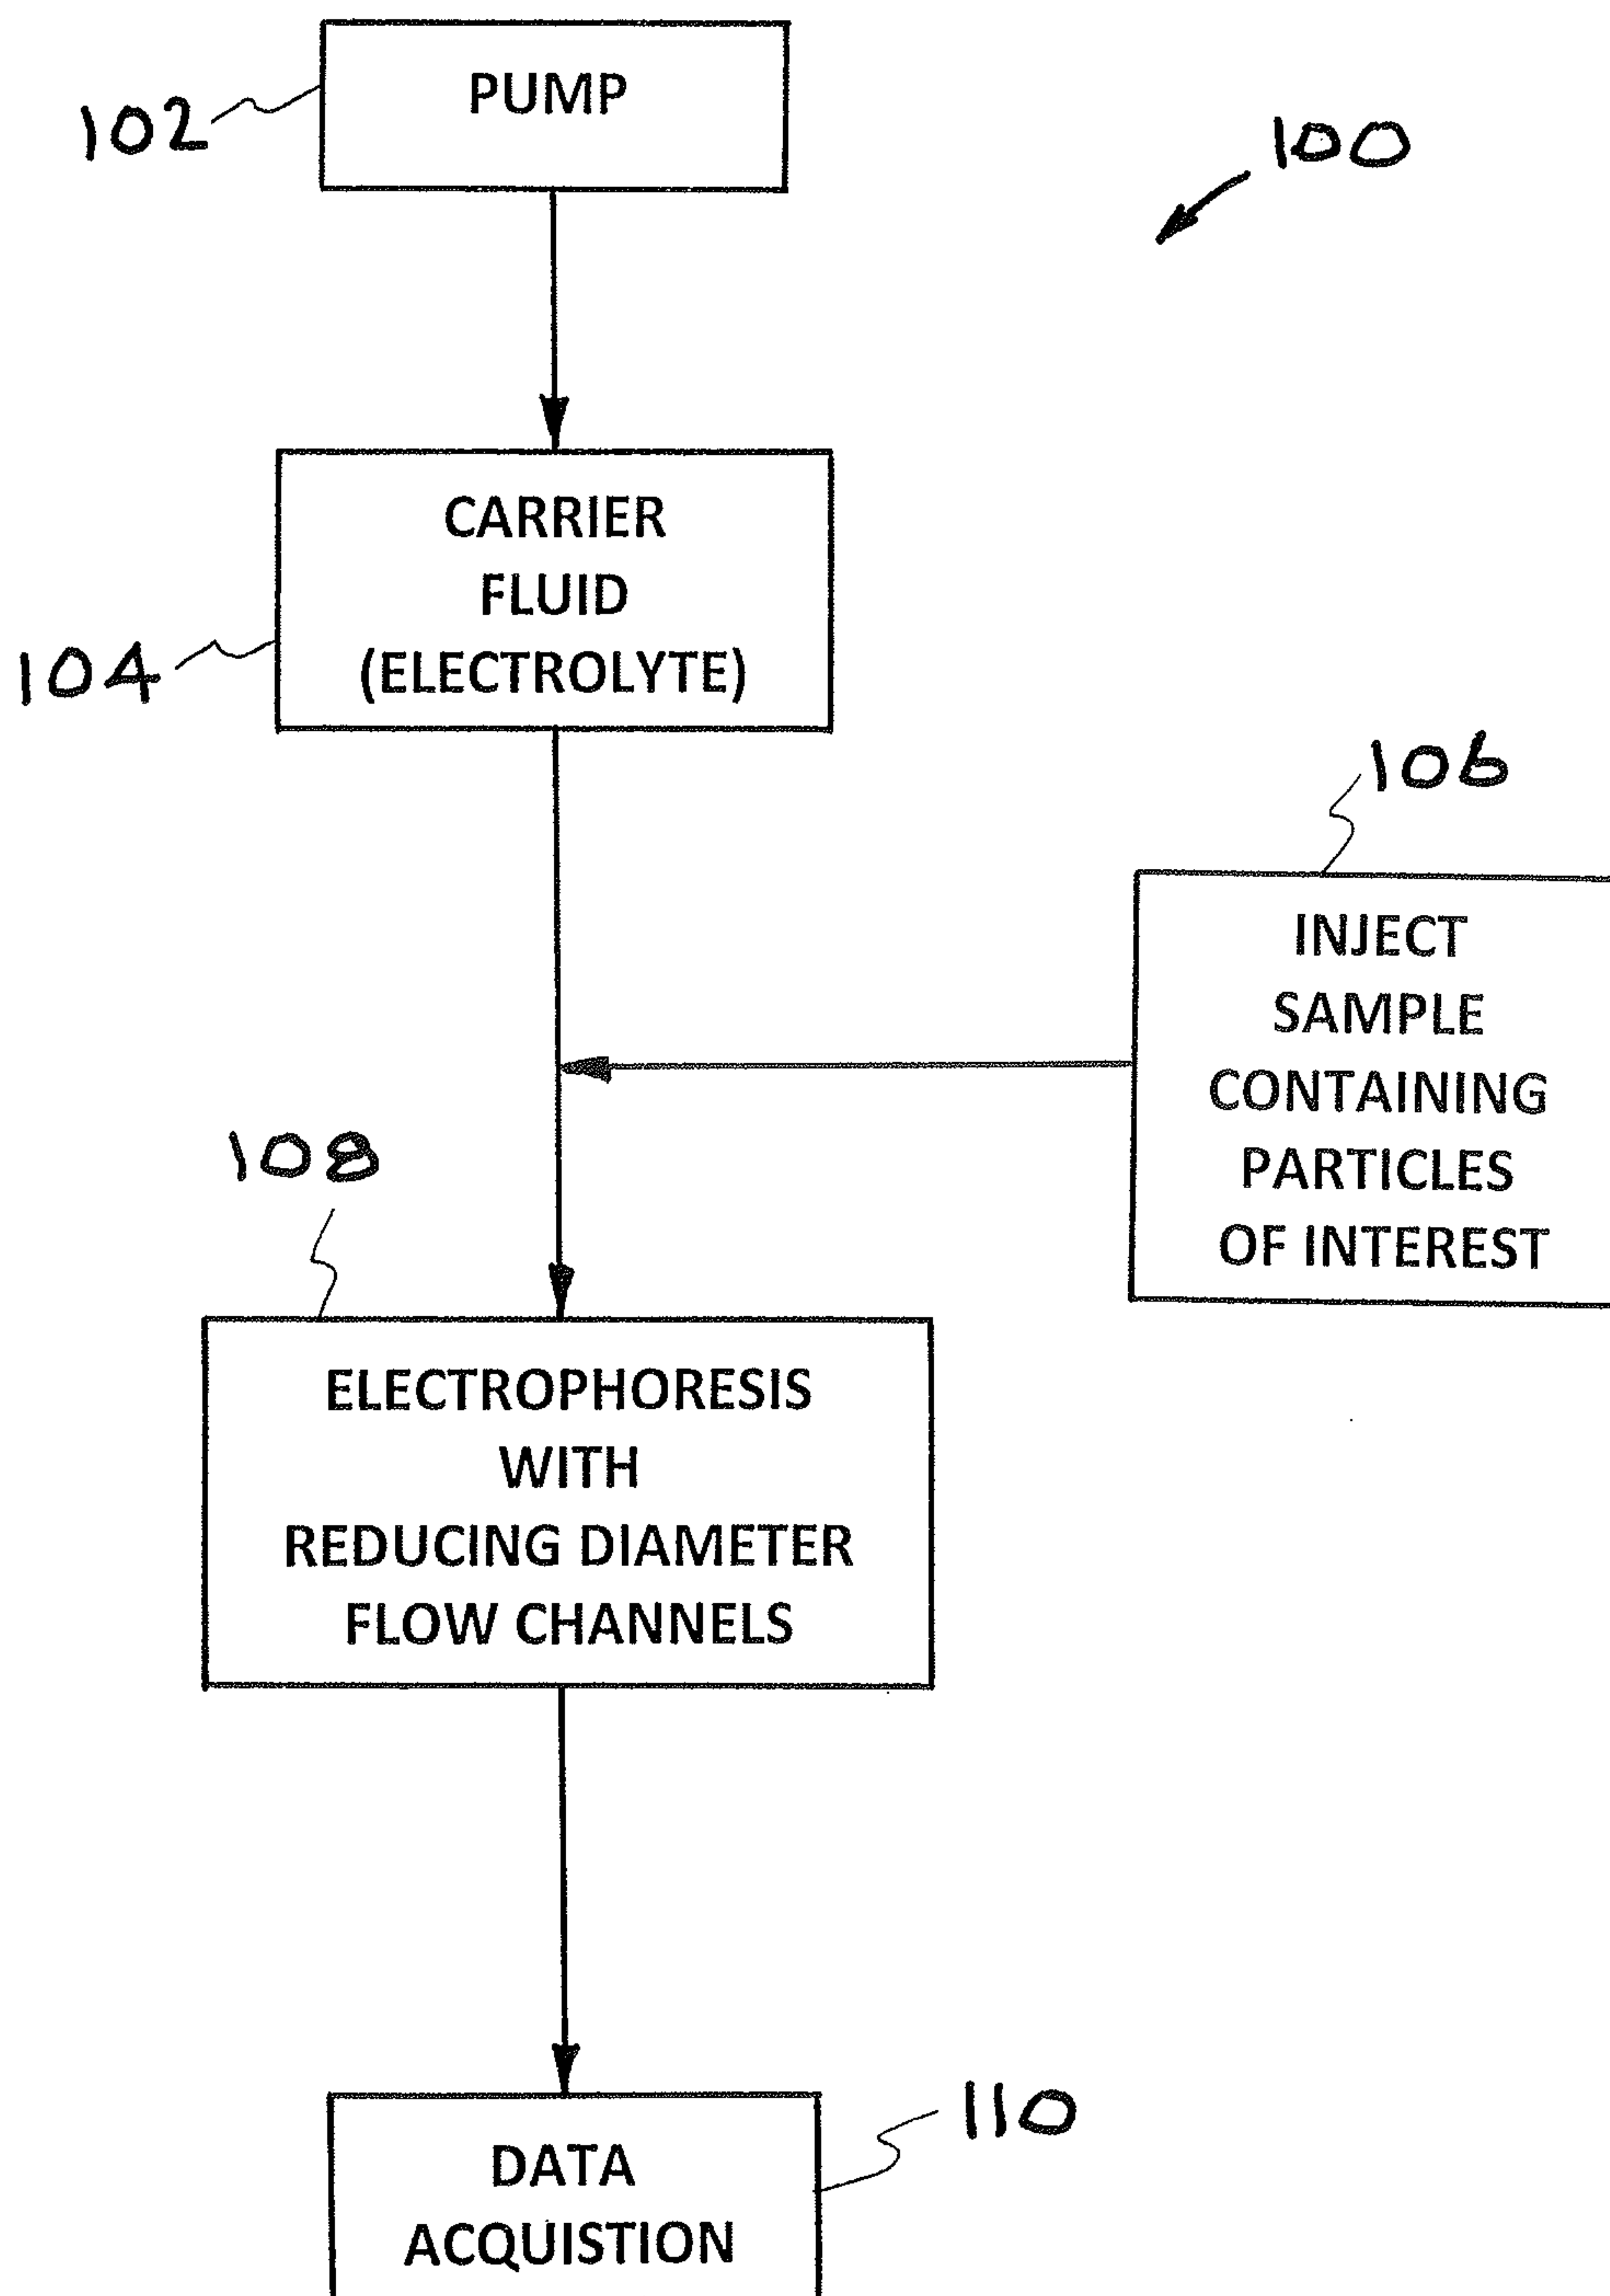 PUMP
102
100
CARRIER
FLUID
(ELECTROLYTE)
104
106
INJECT
SAMPLE
CONTAINING
PARTICLES
OF INTEREST
108
ELECTROPHORESIS
WITH
REDUCING DIAMETER
FLOW CHANNELS
110
DATA
ACQUISTION